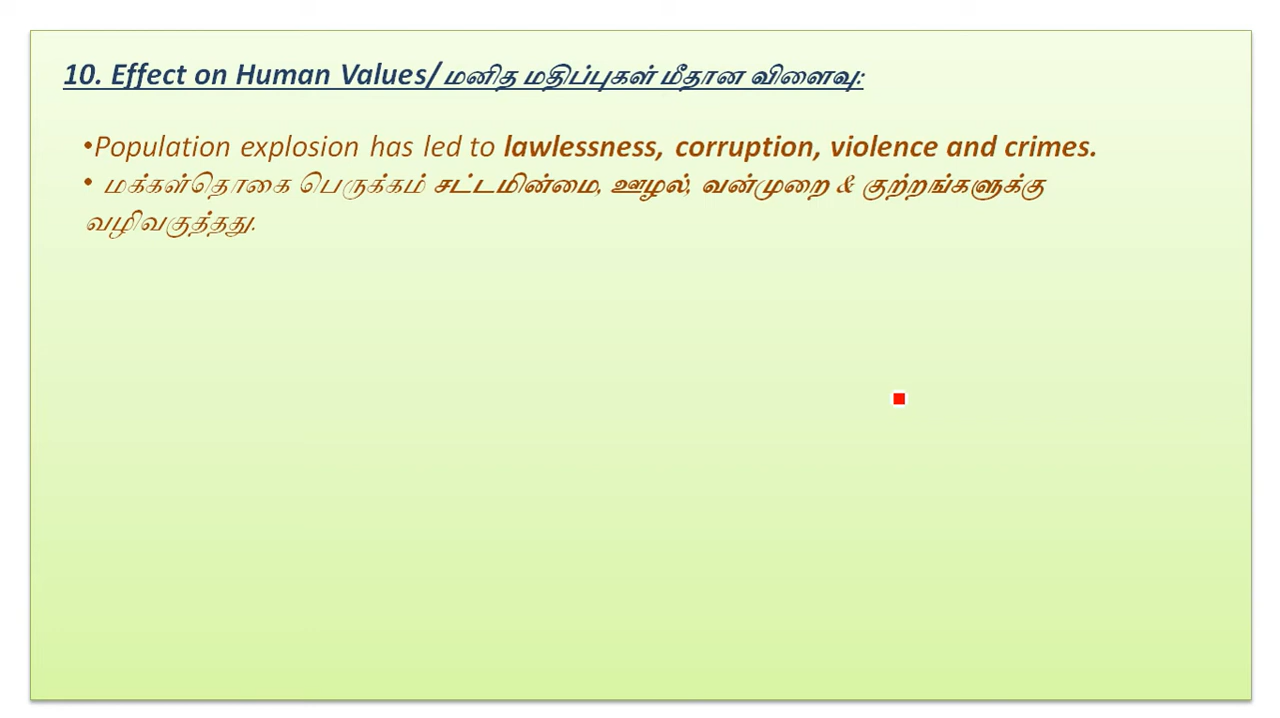 10. Effect on Human Values/ மனித மதிப்புகள் மீதான விளைவு:
•Population explosion has led to lawlessness, corruption, violence and crimes.
• மக்கள்தொகை பெருக்கம் சட்டமின்மை, ஊழல், வன்முறை & குற்றங்களுக்கு
வழிவகுத்தது.